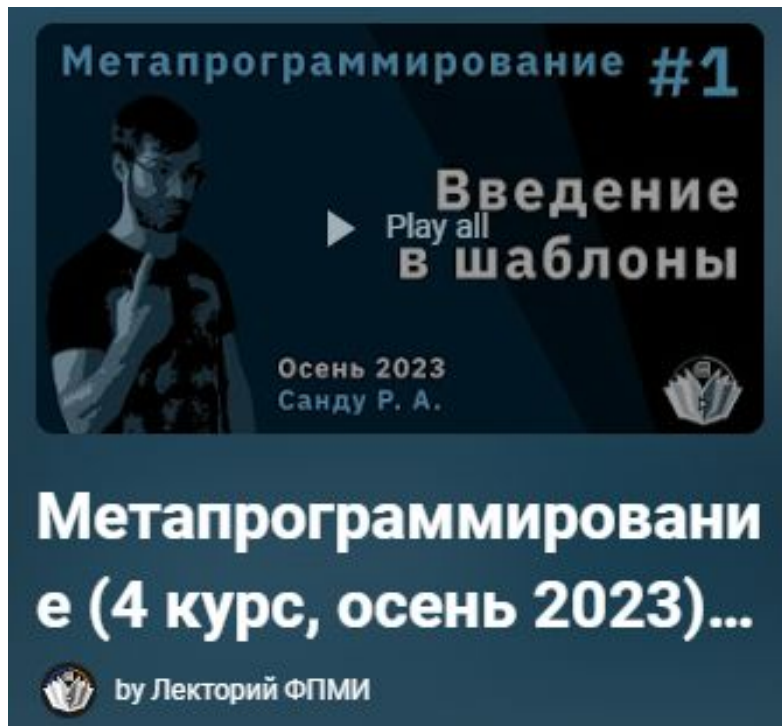 Метапрограммирование #1
Введение
Play all
в шаблоны
Осень 2023
Санду Р. А.
Метапрограммировани
е (4 курс, осень 2023)...
by Лекторий ФПМИ